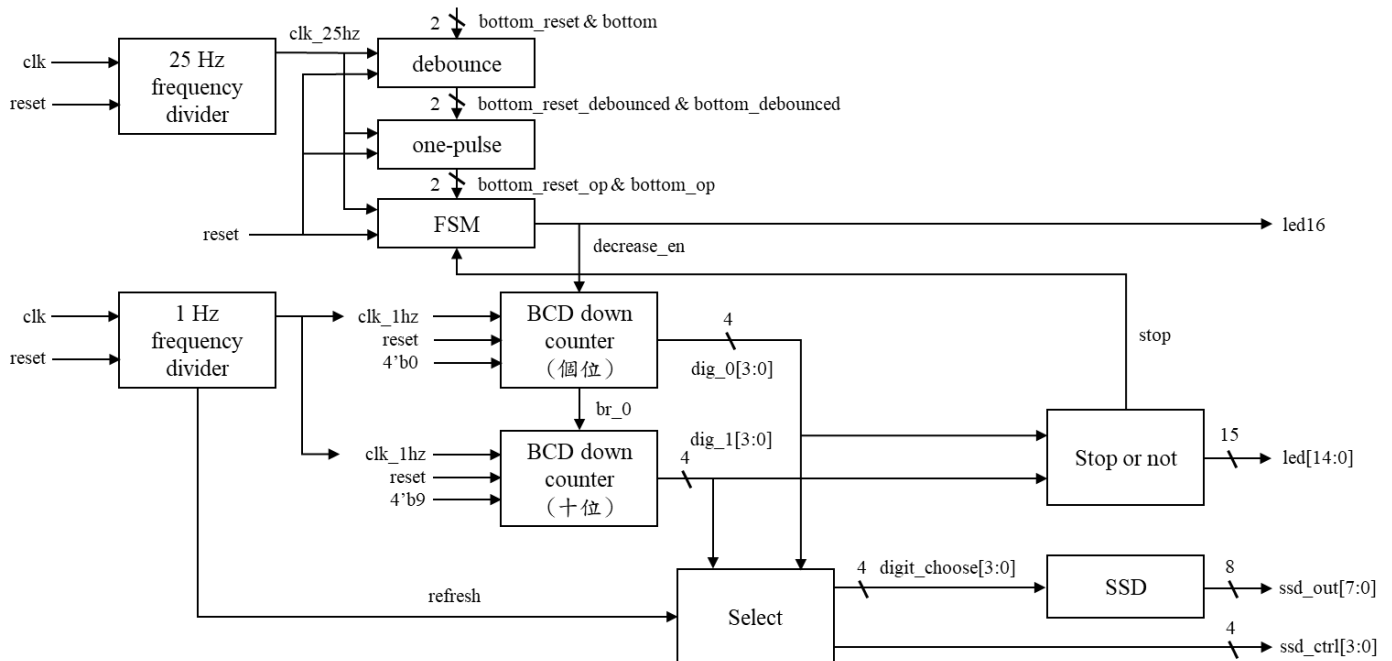 2
bottom_reset & bottom
clk_25hz
clk
reset
25 Hz
frequency
divider
debounce
2
bottom_reset_debounced & bottom_debounced
one-pulse
2
bottom_reset_op & bottom_op
reset
FSM
led16
decrease_en
clk
reset
1 Hz
frequency
divider
clk_1hz
reset
4’b0
BCD down
counter
（個位）
4
dig_0[3:0]
stop
br_0
clk_1hz
reset
4’b9
BCD down
counter
（十位）
dig_1[3:0]
4
Stop or not
15
led[14:0]
refresh
Select
4
digit_choose[3:0]
SSD
8
ssd_out[7:0]
4
ssd_ctrl[3:0]